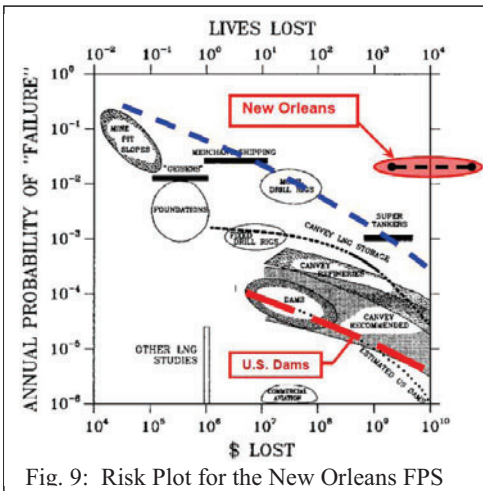 LIVES LOST
10⁻² 10⁻¹ 10⁰ 10¹ 10² 10³ 10⁴
ANNUAL PROBABILITY OF "FAILURE"
10⁰
10⁻¹
10⁻²
10⁻³
10⁻⁴
10⁻⁵
10⁻⁶
New Orleans
MINE
PIT
SLOPES
MERCHANT SHIPPING
"GEISERS"
DRILL RIGS
FOUNDATIONS
SUPER
TANKERS
FIXED
DRILL RIGS
CANVEY LNG STORAGE
CANVEY
REFINERIES
DAMS
CANVEY
RECOMMENDED
OTHER LNG
STUDIES
U.S. Dams
ESTIMATED US DAMS
COMMERCIAL
AVIATION
10⁴ 10⁵ 10⁶ 10⁷ 10⁸ 10⁹ 10¹⁰
$ LOST
Fig. 9: Risk Plot for the New Orleans FPS